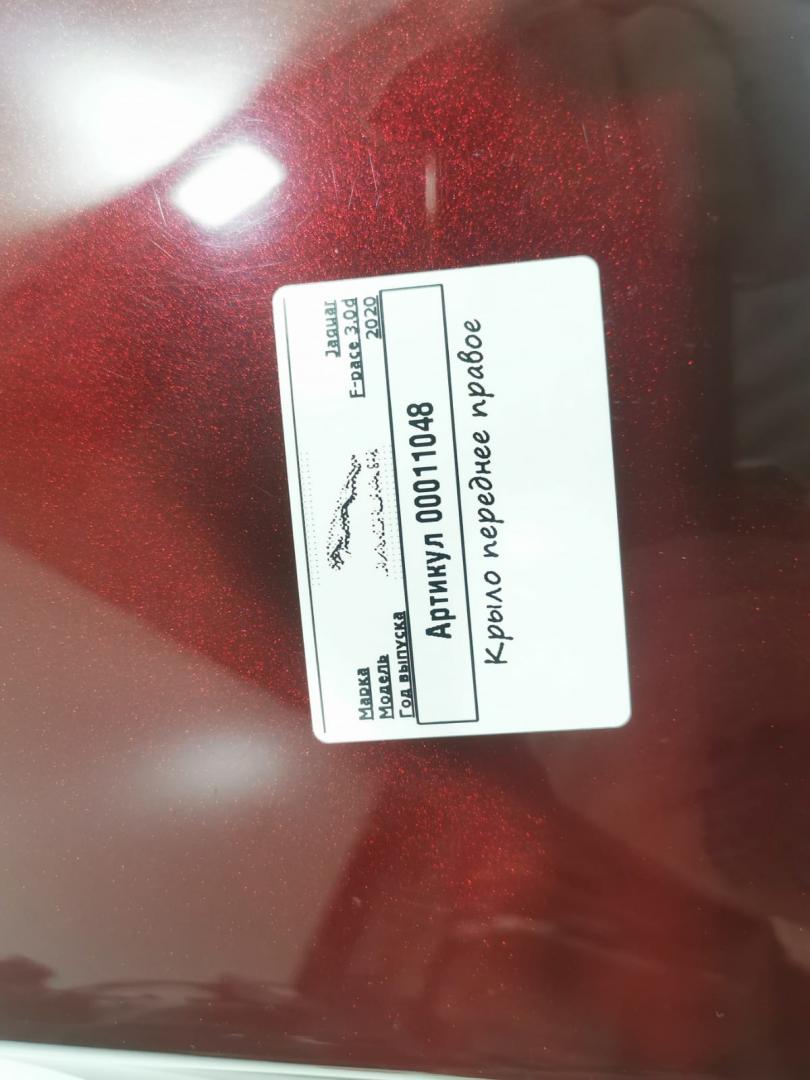 Марка Jaguar
Модель F-pace 3.0d
Год выпуска 2020
Артикул 00011048
Крыло переднее правое